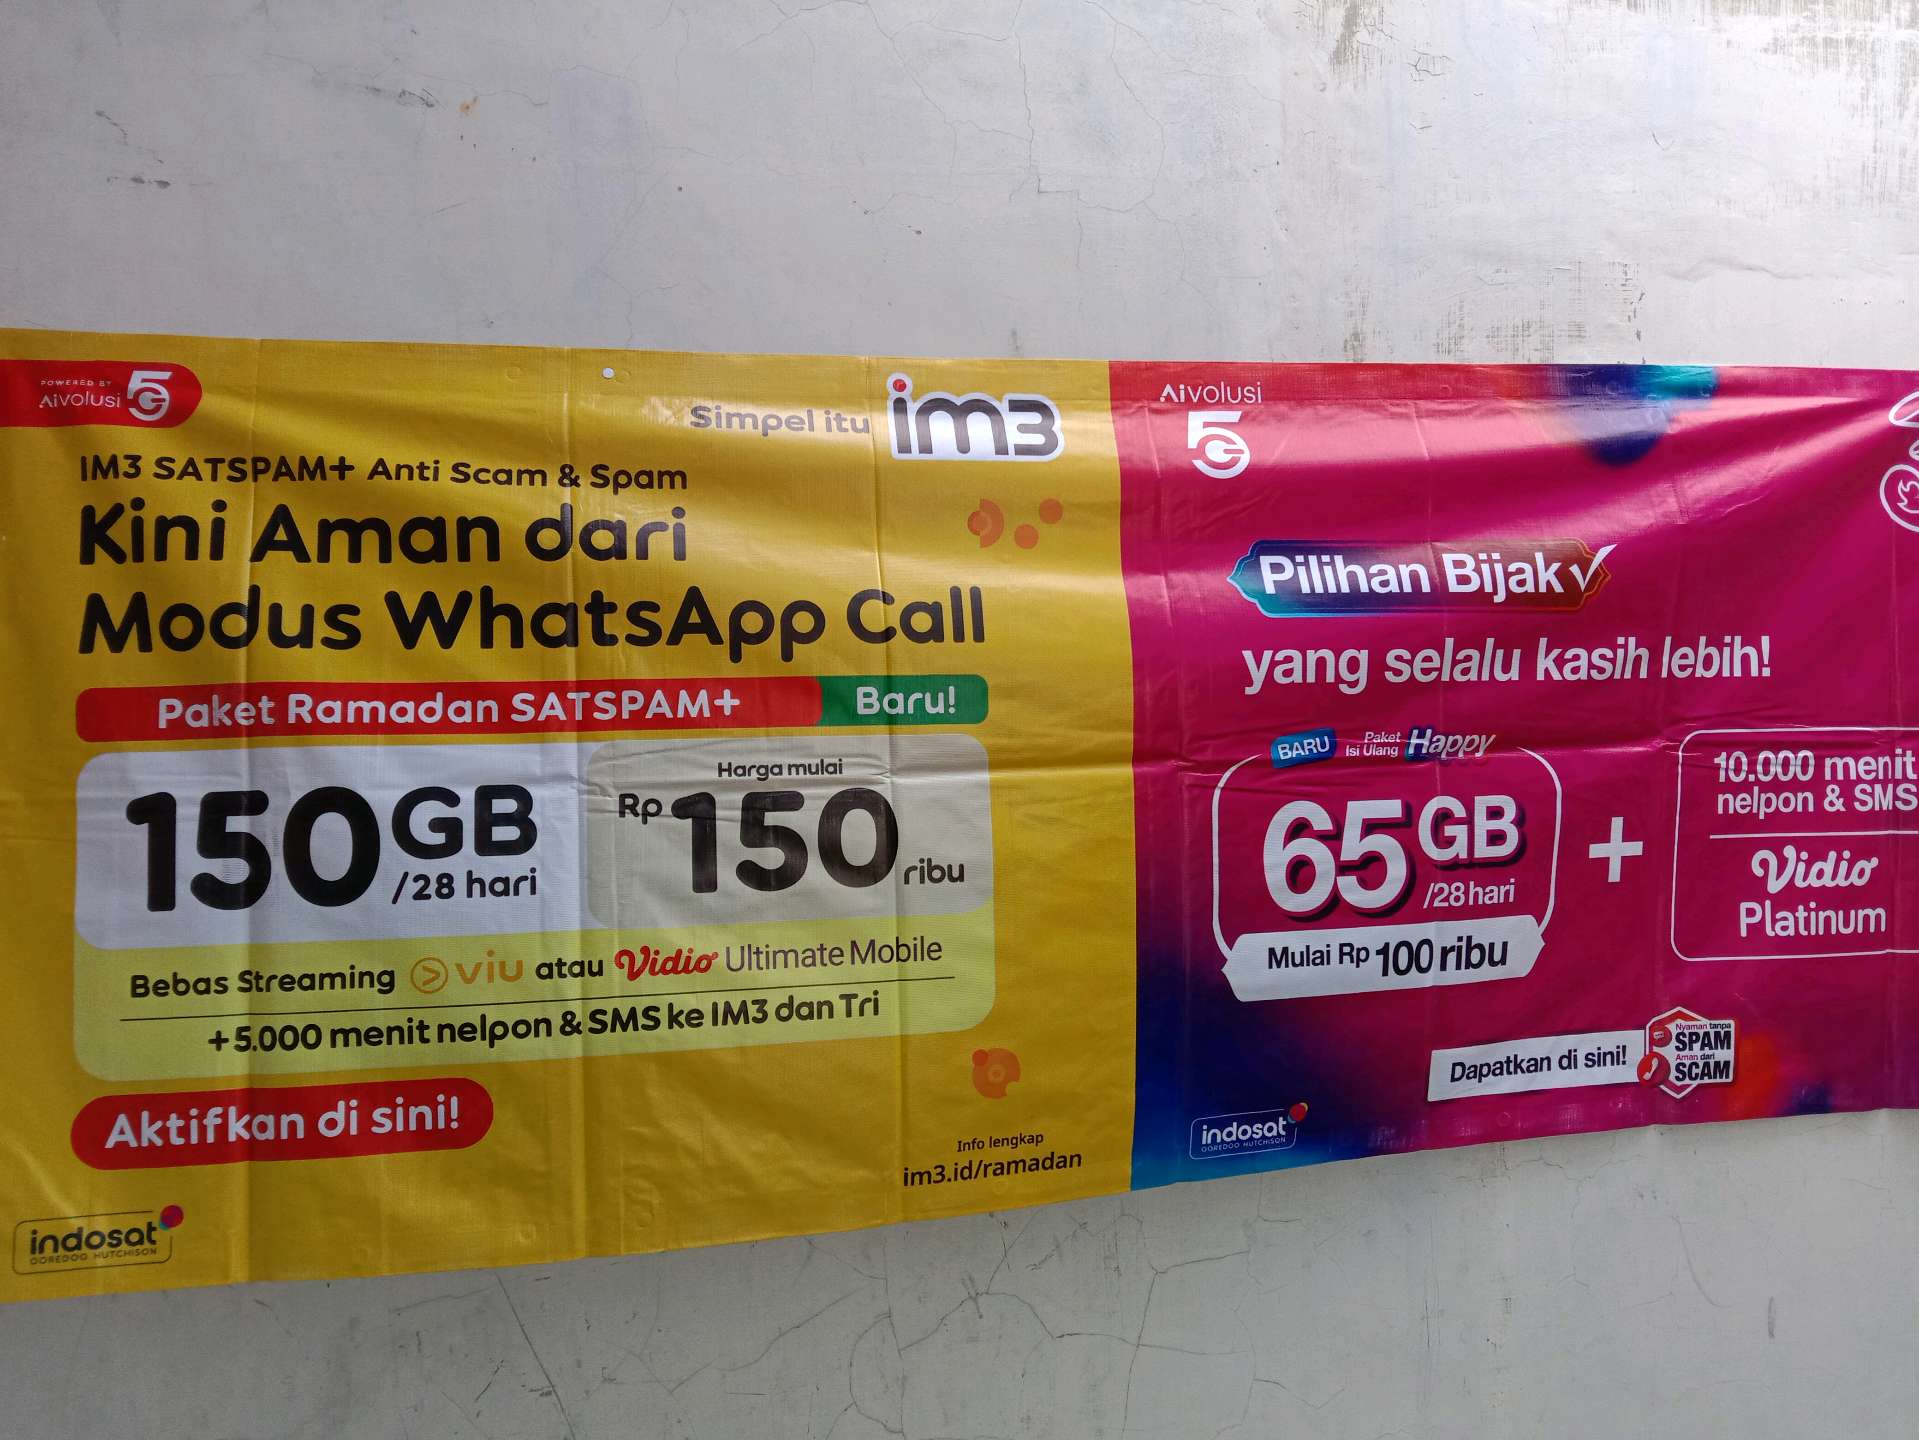 POWERED BY
AIVOLUSI 5G
Simpel itu im3
IM3 SATSPAM+ Anti Scam & Spam
Kini Aman dari
Modus WhatsApp Call
Paket Ramadan SATSPAM+ Baru!
150GB
/28 hari
Harga mulai
Rp 150 ribu
Bebas Streaming viu atau Vidio Ultimate Mobile
+5.000 menit nelpon & SMS ke IM3 dan Tri
Aktifkan di sini!
Info lengkap
im3.id/ramadan
indosat
OOREDOO HUTCHISON
AIVOLUSI
5G
Pilihan Bijak
yang selalu kasih lebih!
BARU Paket Isi Ulang Happy
65GB
/28 hari
Mulai Rp 100 ribu
+
10.000 menit
nelpon & SMS
Vidio
Platinum
Dapatkan di sini!
Nyaman tanpa
SPAM
Aman dari
SCAM
indosat
OOREDOO HUTCHISON